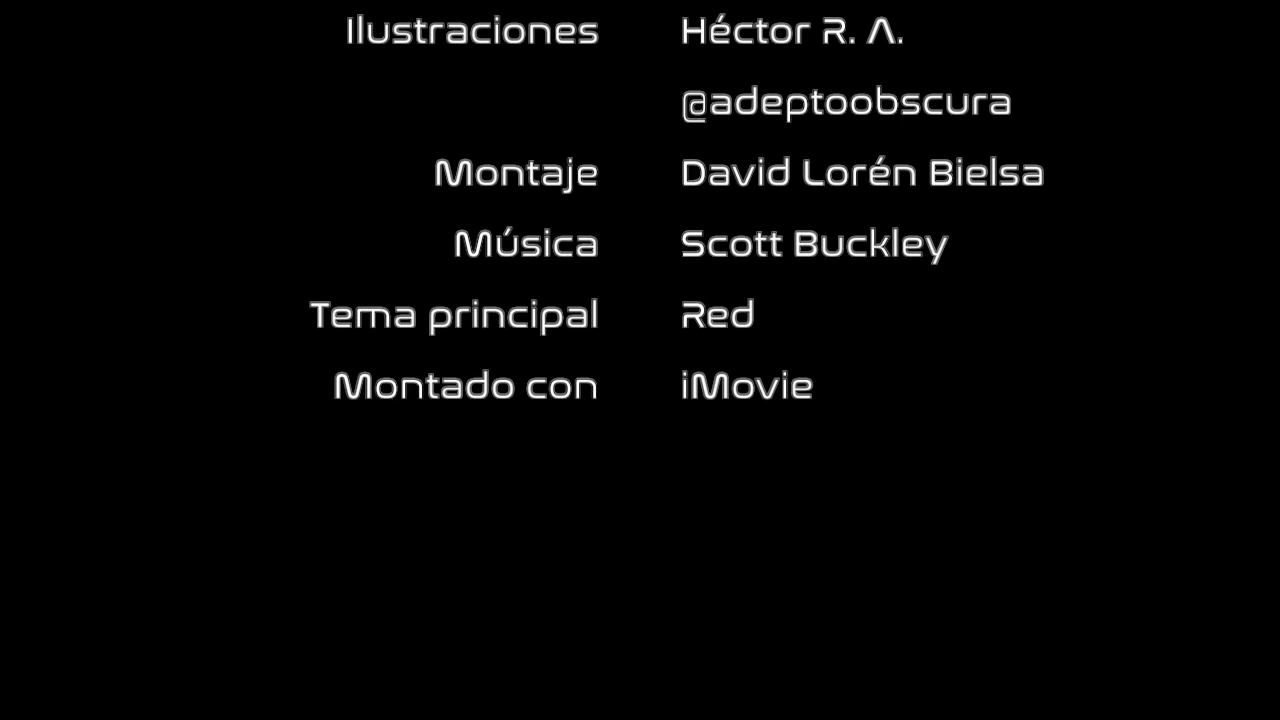 Ilustraciones Héctor R. A.
@adeptoobscura
Montaje David Lorén Bielsa
Música Scott Buckley
Tema principal Red
Montado con iMovie